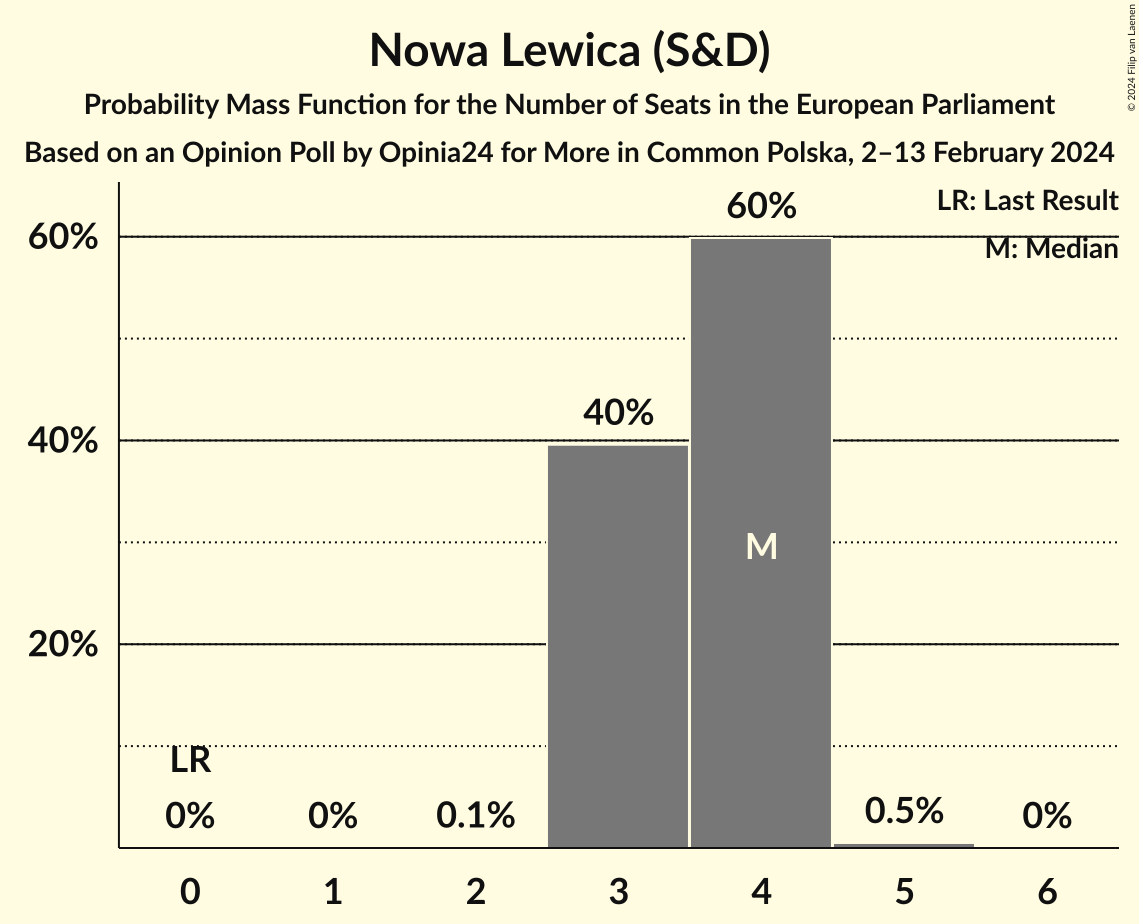 Nowa Lewica (S&D)
Probability Mass Function for the Number of Seats in the European Parliament
Based on an Opinion Poll by Opinia24 for More in Common Polska, 2–13 February 2024
© 2024 Filip van Laenen
LR: Last Result
M: Median
60%
40%
20%
60%
40%
M
LR
0%
0%
0.1%
0.5%
0%
0 1 2 3 4 5 6